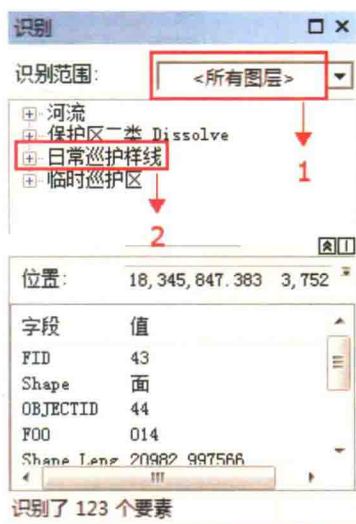 识别
识别范围: <所有图层>
河流
保护区二类 Dissolve
日常巡护样线
临时巡护区
1
2
位置: 18,345,847.383 3,752
字段 值
FID 43
Shape 面
OBJECTID 44
FOO 014
Shape Leng 20982.997566
识别了 123 个要素